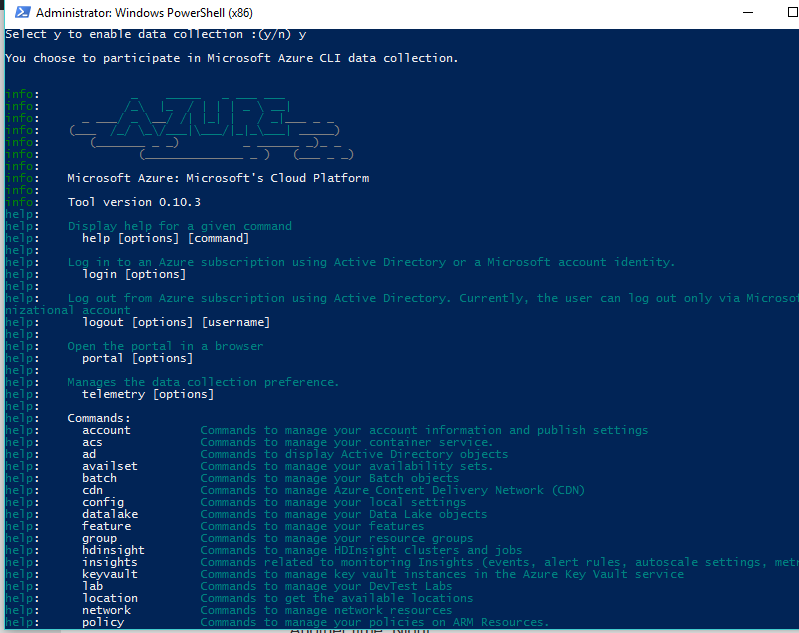 Administrator: Windows PowerShell (x86)
Select y to enable data collection :(y/n) y
You choose to participate in Microsoft Azure CLI data collection.
info:
info:
info:
info:
info:
info:
info:
info: Microsoft Azure: Microsoft's Cloud Platform
info:
info: Tool version 0.10.3
help:
help: Display help for a given command
help: help [options] [command]
help:
help: Log in to an Azure subscription using Active Directory or a Microsoft account identity.
help: login [options]
help:
help: Log out from Azure subscription using Active Directory. Currently, the user can log out only via Microsof
nizational account
help: logout [options] [username]
help:
help: Open the portal in a browser
help: portal [options]
help:
help: Manages the data collection preference.
help: telemetry [options]
help:
help: Commands:
help: account Commands to manage your account information and publish settings
help: acs Commands to manage your container service.
help: ad Commands to display Active Directory objects
help: availset Commands to manage your availability sets.
help: batch Commands to manage your Batch objects
help: cdn Commands to manage Azure Content Delivery Network (CDN)
help: config Commands to manage your local settings
help: datalake Commands to manage your Data Lake objects
help: feature Commands to manage your features
help: group Commands to manage your resource groups
help: hdinsight Commands to manage HDInsight clusters and jobs
help: insights Commands related to monitoring Insights (events, alert rules, autoscale settings, metr
help: keyvault Commands to manage key vault instances in the Azure Key Vault service
help: lab Commands to manage your DevTest Labs
help: location Commands to get the available locations
help: network Commands to manage network resources
help: policy Commands to manage your policies on ARM Resources.